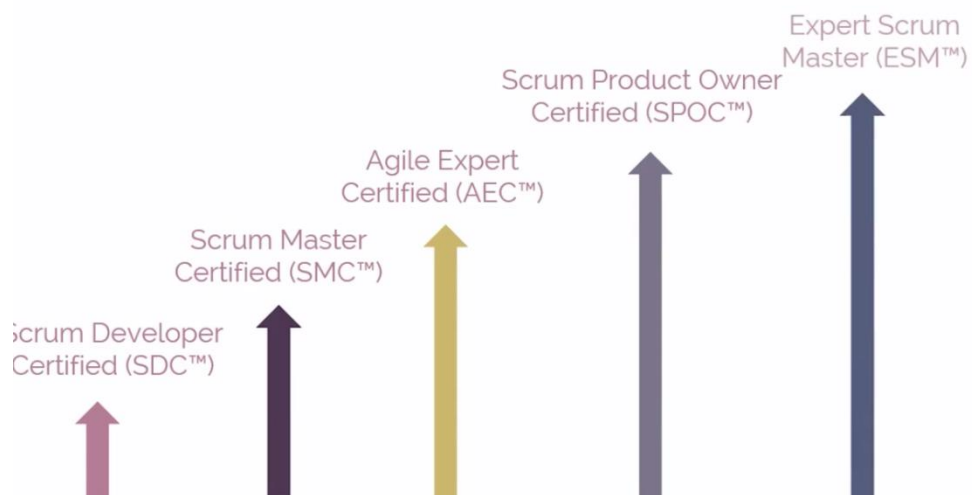 Expert Scrum
Master (ESM™)
Scrum Product Owner
Certified (SPOC™)
Agile Expert
Certified (AEC™)
Scrum Master
Certified (SMC™)
Scrum Developer
Certified (SDC™)